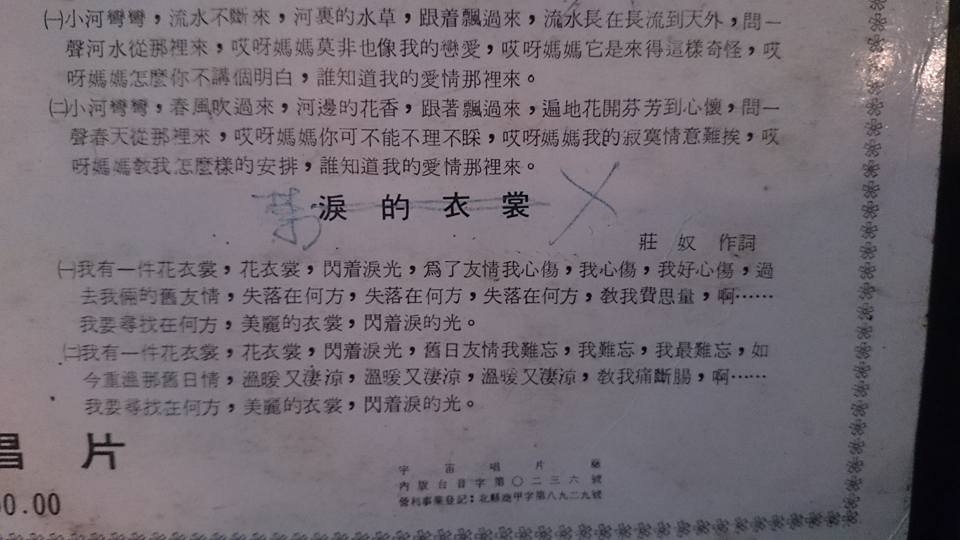 ㈠小河彎彎，流水不斷來，河裏的水草，跟着飄過來，流水長在長流到天外，問一
聲河水從那裡來，哎呀媽媽莫非也像我的戀愛，哎呀媽媽它是來得這樣奇怪，哎
呀媽媽怎麼你不講個明白，誰知道我的愛情那裡來。
㈡小河彎彎，春風吹過來，河邊的花香，跟著飄過來，遍地花開芬芳到心懷，問一
聲春天從那裡來，哎呀媽媽你可不能不理不睬，哎呀媽媽我的寂寞情意難挨，哎
呀媽媽教我怎麼樣的安排，誰知道我的愛情那裡來。
禁 淚的衣裳
莊奴 作詞
㈠我有一件花衣裳，花衣裳，閃着淚光，爲了友情我心傷，我心傷，我好心傷，過
去我倆的舊友情，失落在何方，失落在何方，失落在何方，教我費思量，啊……
我要尋找在何方，美麗的衣裳，閃着淚的光。
㈡我有一件花衣裳，花衣裳，閃着淚光，舊日友情我難忘，我難忘，我最難忘，如
今重溫那舊日情，溫暖又淒涼，溫暖又淒涼，溫暖又淒涼，教我痛斷腸，啊……
我要尋找在何方，美麗的衣裳，閃着淚的光。
唱片
0.00
宇宙唱片廠
內版台音字第〇二三六號
營利事業登記：北縣商甲字第八九二九號